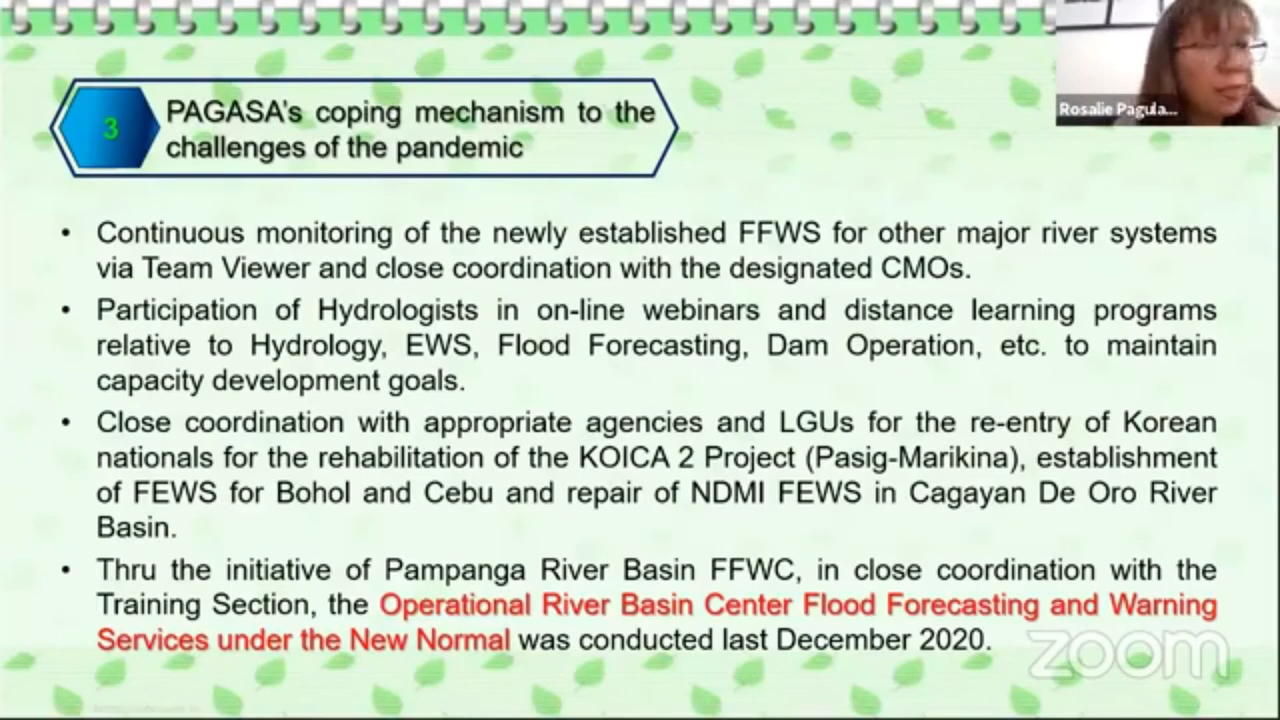 Rosalie Pagula...
3
PAGASA's coping mechanism to the
challenges of the pandemic
• Continuous monitoring of the newly established FFWS for other major river systems
via Team Viewer and close coordination with the designated CMOs.
• Participation of Hydrologists in on-line webinars and distance learning programs
relative to Hydrology, EWS, Flood Forecasting, Dam Operation, etc. to maintain
capacity development goals.
• Close coordination with appropriate agencies and LGUs for the re-entry of Korean
nationals for the rehabilitation of the KOICA 2 Project (Pasig-Marikina), establishment
of FEWS for Bohol and Cebu and repair of NDMI FEWS in Cagayan De Oro River
Basin.
• Thru the initiative of Pampanga River Basin FFWC, in close coordination with the
Training Section, the Operational River Basin Center Flood Forecasting and Warning
Services under the New Normal was conducted last December 2020.
zoom